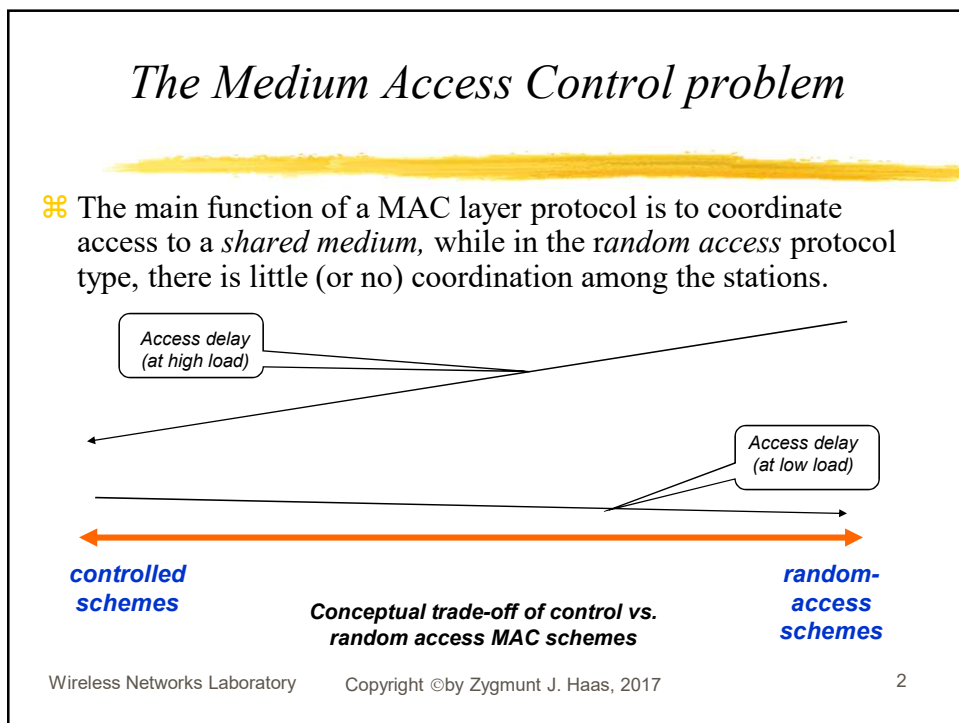 The Medium Access Control problem
⌘ The main function of a MAC layer protocol is to coordinate
access to a shared medium, while in the random access protocol
type, there is little (or no) coordination among the stations.
Access delay
(at high load)
Access delay
(at low load)
controlled
schemes
random-
access
schemes
Conceptual trade-off of control vs.
random access MAC schemes
Wireless Networks Laboratory
Copyright ©by Zygmunt J. Haas, 2017
2